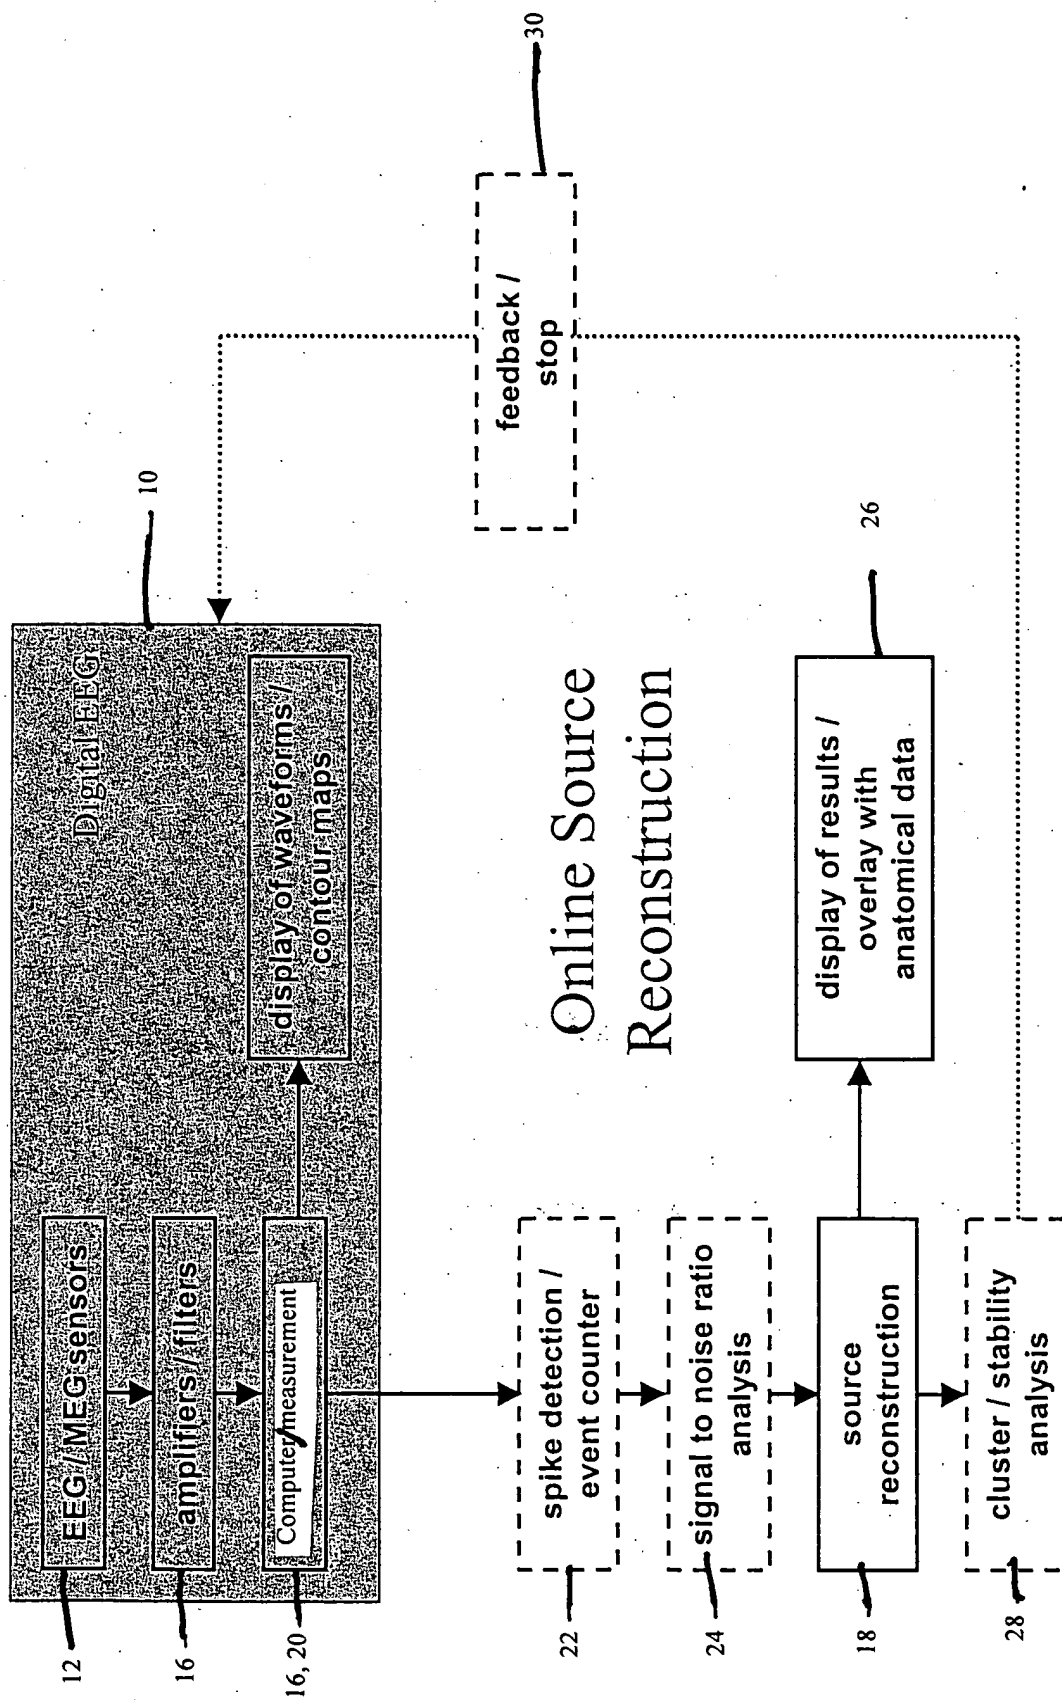 Digital EEG
10
12
EEG / MEG sensors
16
amplifiers / filters
16, 20
Computer/measurement
display of waveforms /
contour maps
30
feedback /
stop
Online Source
Reconstruction
22
spike detection /
event counter
24
signal to noise ratio
analysis
18
source
reconstruction
26
display of results /
overlay with
anatomical data
28
cluster / stability
analysis